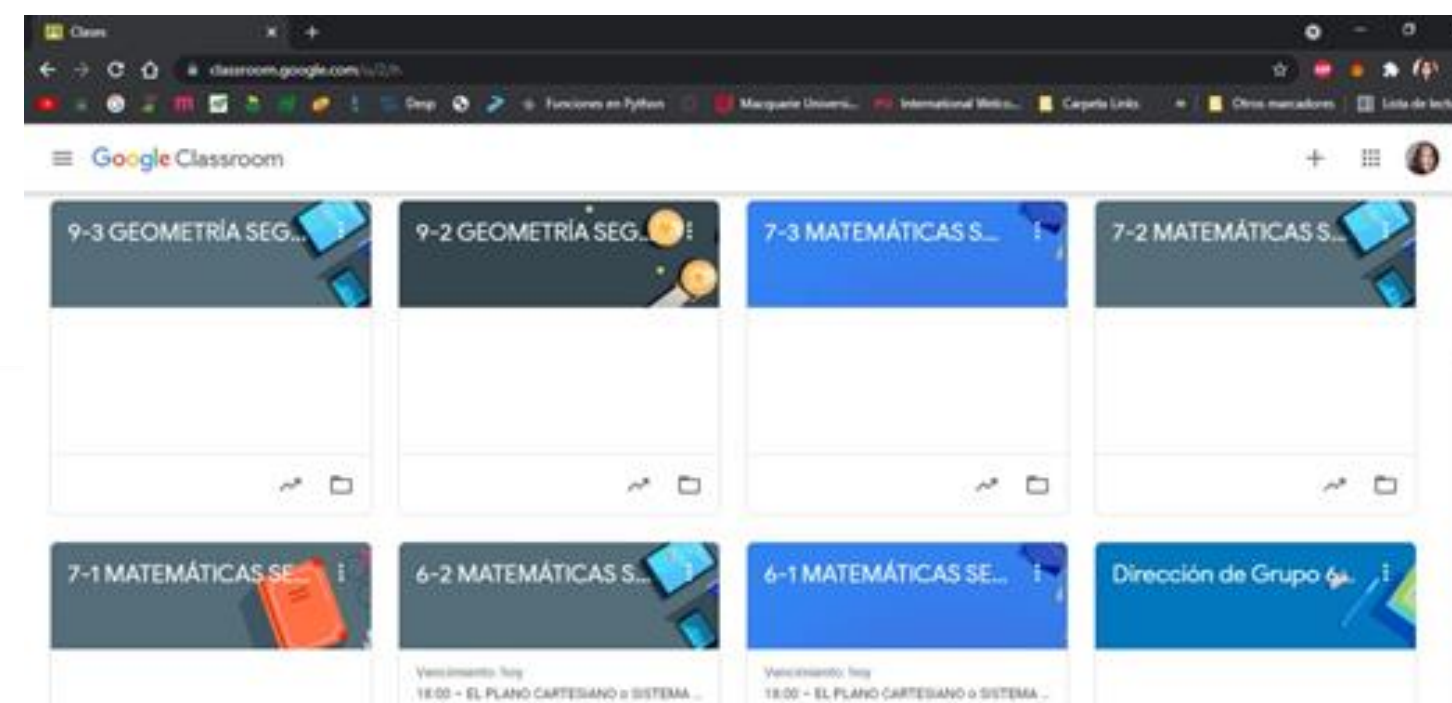 Clases
classroom.google.com/u/2/h
Desp
Funciones en Python
Macquarie Universi...
International Welco...
Carpeta Links
Otros marcadores
Lista de lect
Google Classroom
9-3 GEOMETRÍA SEG...
9-2 GEOMETRÍA SEG...
7-3 MATEMÁTICAS S...
7-2 MATEMÁTICAS S...
7-1 MATEMÁTICAS SE...
6-2 MATEMÁTICAS S...
6-1 MATEMÁTICAS SE...
Dirección de Grupo 6...
Vencimiento: hoy
18:00 – EL PLANO CARTESIANO o SISTEMA ...
Vencimiento: hoy
18:00 – EL PLANO CARTESIANO o SISTEMA ...